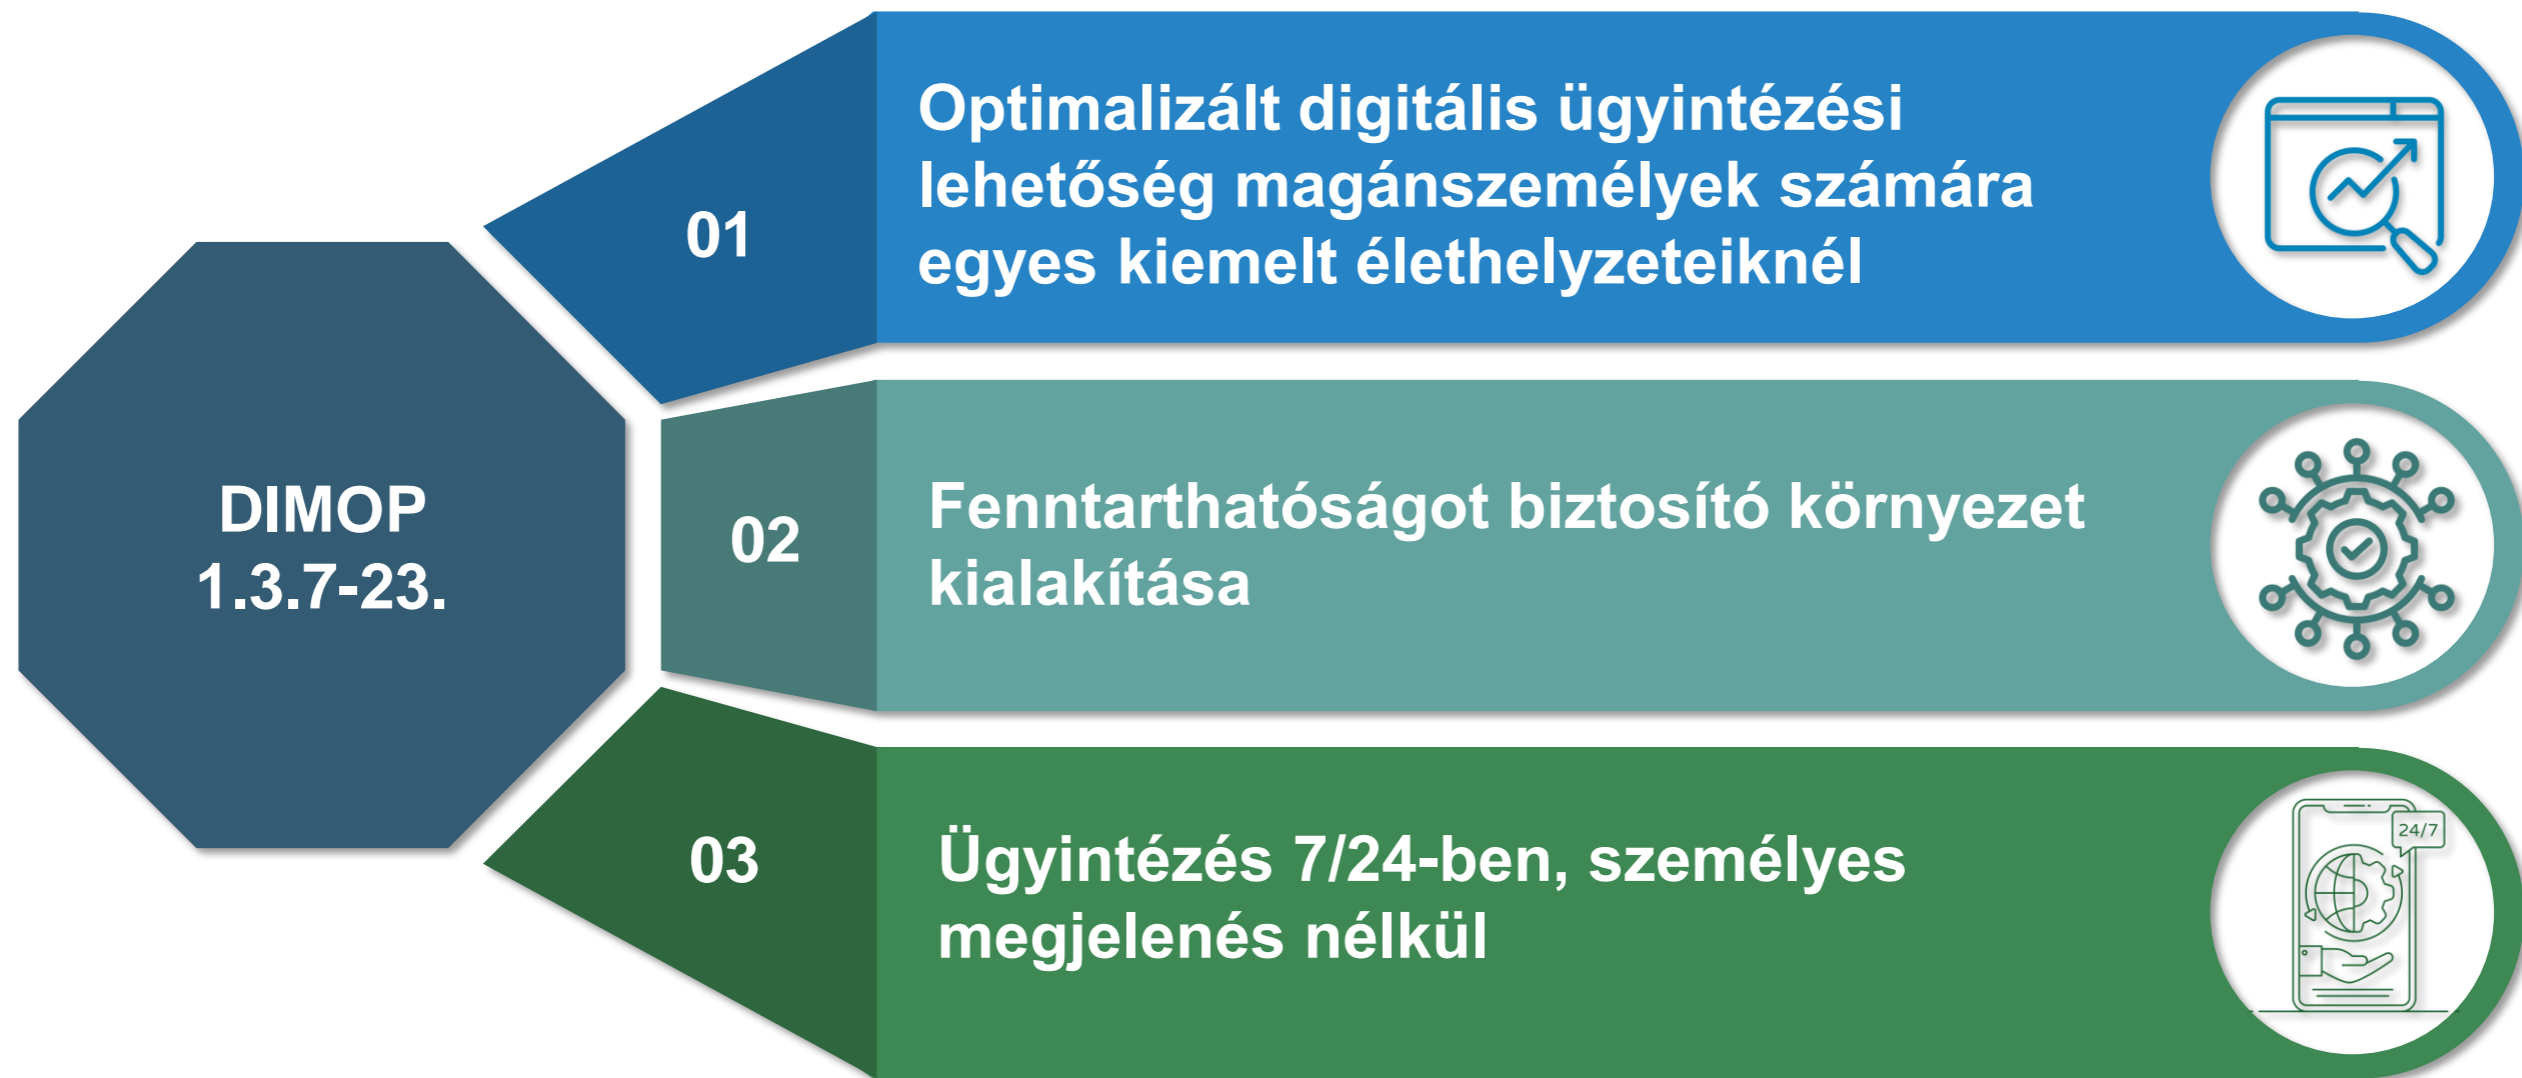 DIMOP
1.3.7-23.
01
Optimalizált digitális ügyintézési
lehetőség magánszemélyek számára
egyes kiemelt élethelyzeteiknél
02
Fenntarthatóságot biztosító környezet
kialakítása
03
Ügyintézés 7/24-ben, személyes
megjelenés nélkül
24/7